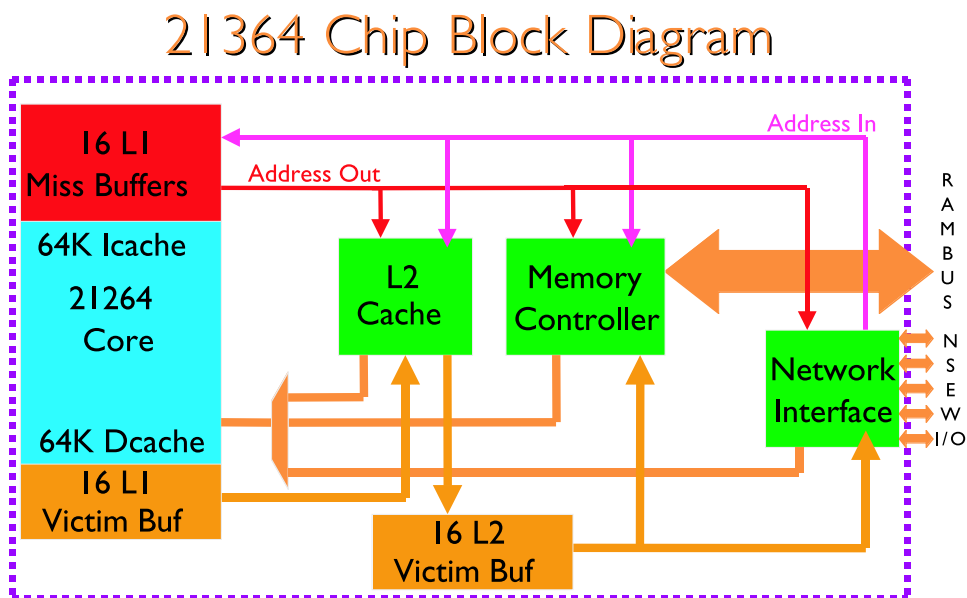 21364 Chip Block Diagram
Address In
16 L1
Miss Buffers
Address Out
64K Icache
21264
Core
64K Dcache
16 L1
Victim Buf
L2
Cache
Memory
Controller
Network
Interface
16 L2
Victim Buf
R
A
M
B
U
S
N
S
E
W
I/O